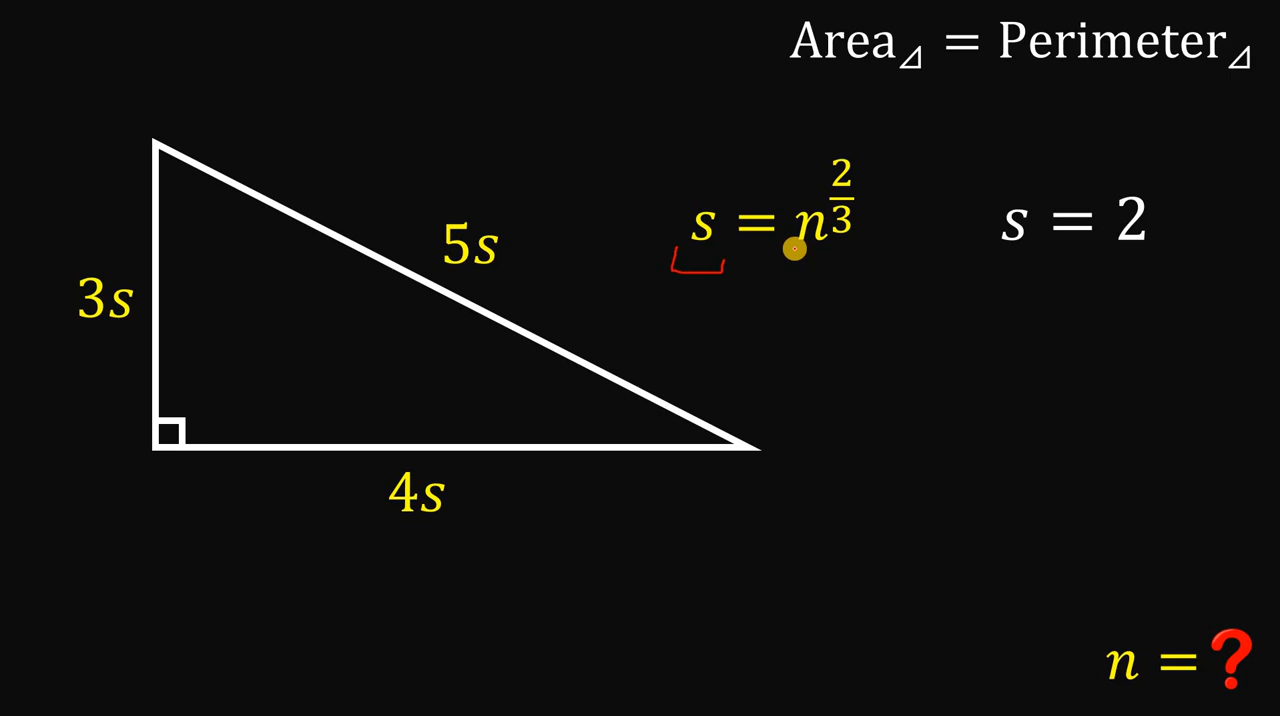 Area⊿ = Perimeter⊿
s = n^(2/3)
s = 2
5s
3s
4s
n = ❓